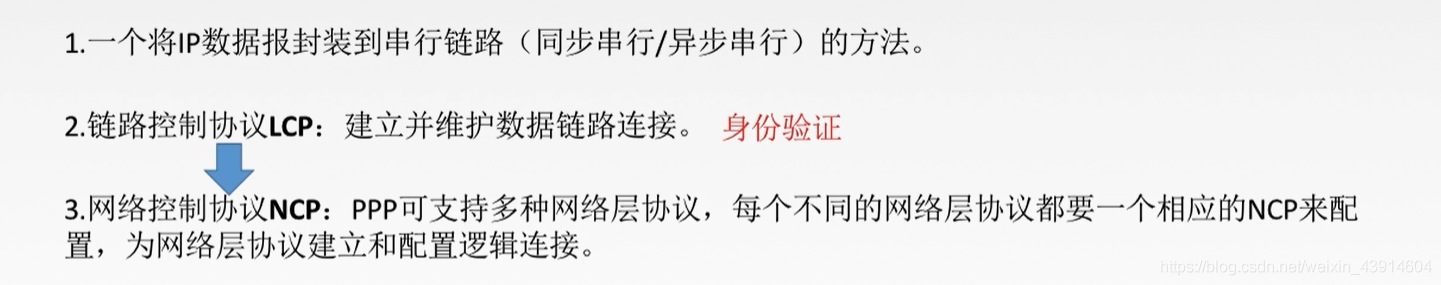 1.一个将IP数据报封装到串行链路（同步串行/异步串行）的方法。
2.链路控制协议LCP：建立并维护数据链路连接。 身份验证
3.网络控制协议NCP：PPP可支持多种网络层协议，每个不同的网络层协议都要一个相应的NCP来配
置，为网络层协议建立和配置逻辑连接。
https://blog.csdn.net/weixin_43914604